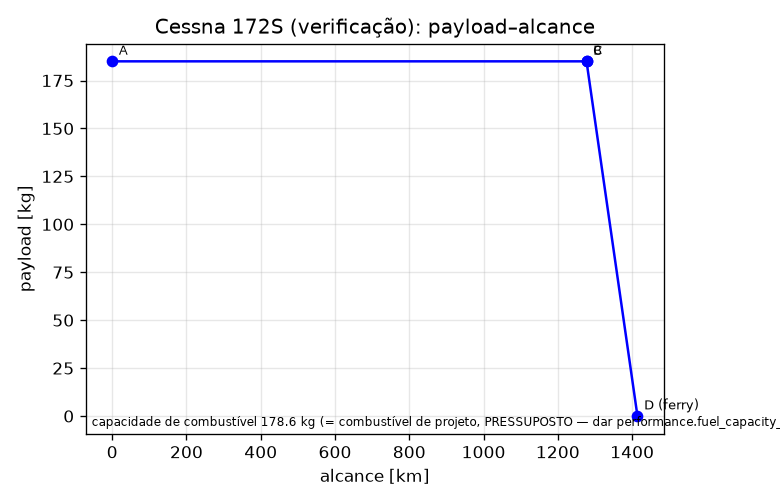 Cessna 172S (verificação): payload–alcance
A
175
150
125
100
75
50
25
0
payload [kg]
D (ferry)
capacidade de combustível 178.6 kg (= combustível de projeto, PRESSUPOSTO — dar performance.fuel_capacity_
0 200 400 600 800 1000 1200 1400
alcance [km]